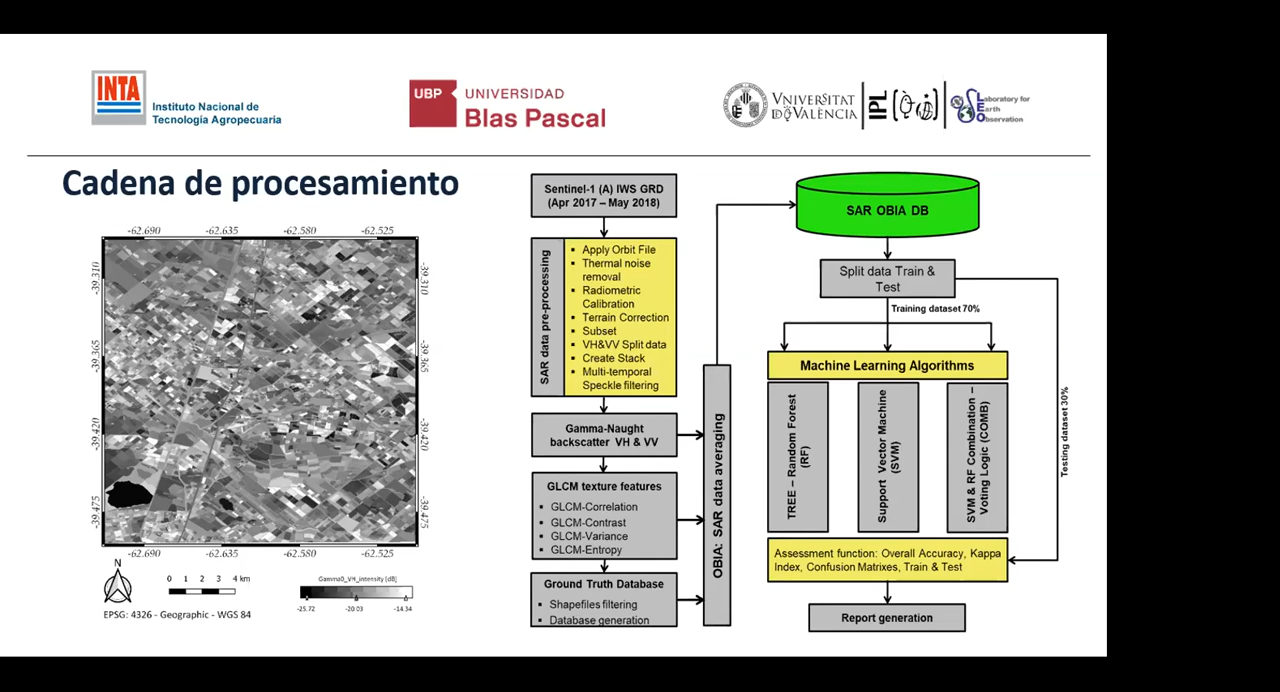 INTA
Instituto Nacional de
Tecnología Agropecuaria
UBP
UNIVERSIDAD
Blas Pascal
VNIVERSITAT
D VALÈNCIA
IPL
Laboratory for
Earth
Observation
Cadena de procesamiento
-62.690 -62.635 -62.580 -62.525
-39.310 -39.365 -39.420 -39.475
-39.310 -39.365 -39.420 -39.475
-62.690 -62.635 -62.580 -62.525
N
0 1 2 3 4 km
EPSG: 4326 - Geographic - WGS 84
Gamma0_VH_intensity [dB]
-25.72 -20.03 -14.34
Sentinel-1 (A) IWS GRD
(Apr 2017 – May 2018)
SAR data pre-processing
▪ Apply Orbit File
▪ Thermal noise
removal
▪ Radiometric
Calibration
▪ Terrain Correction
▪ Subset
▪ VH&VV Split data
▪ Create Stack
▪ Multi-temporal
Speckle filtering
Gamma-Naught
backscatter VH & VV
GLCM texture features
▪ GLCM-Correlation
▪ GLCM-Contrast
▪ GLCM-Variance
▪ GLCM-Entropy
Ground Truth Database
▪ Shapefiles filtering
▪ Database generation
OBIA: SAR data averaging
SAR OBIA DB
Split data Train &
Test
Training dataset 70%
Testing dataset 30%
Machine Learning Algorithms
TREE – Random Forest
(RF)
Support Vector Machine
(SVM)
SVM & RF Combination –
Voting Logic (COMB)
Assessment function: Overall Accuracy, Kappa
Index, Confusion Matrixes, Train & Test
Report generation